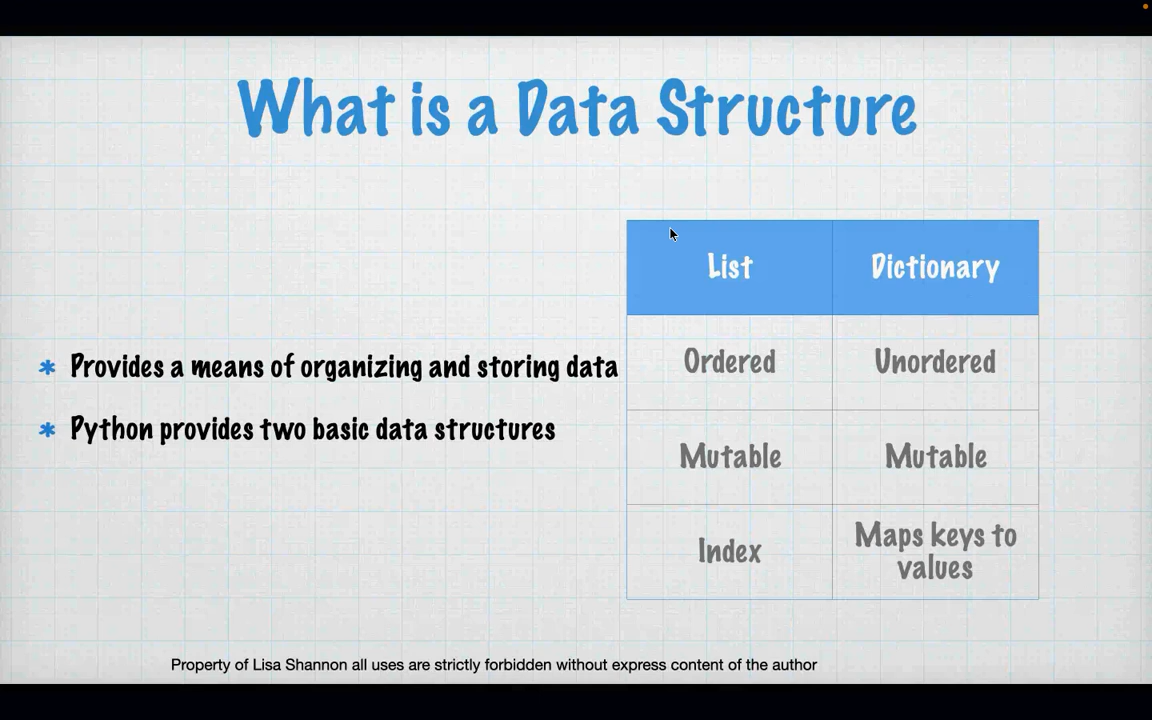 What is a Data Structure
* Provides a means of organizing and storing data
* Python provides two basic data structures
List Dictionary
Ordered Unordered
Mutable Mutable
Index Maps keys to
values
Property of Lisa Shannon all uses are strictly forbidden without express content of the author